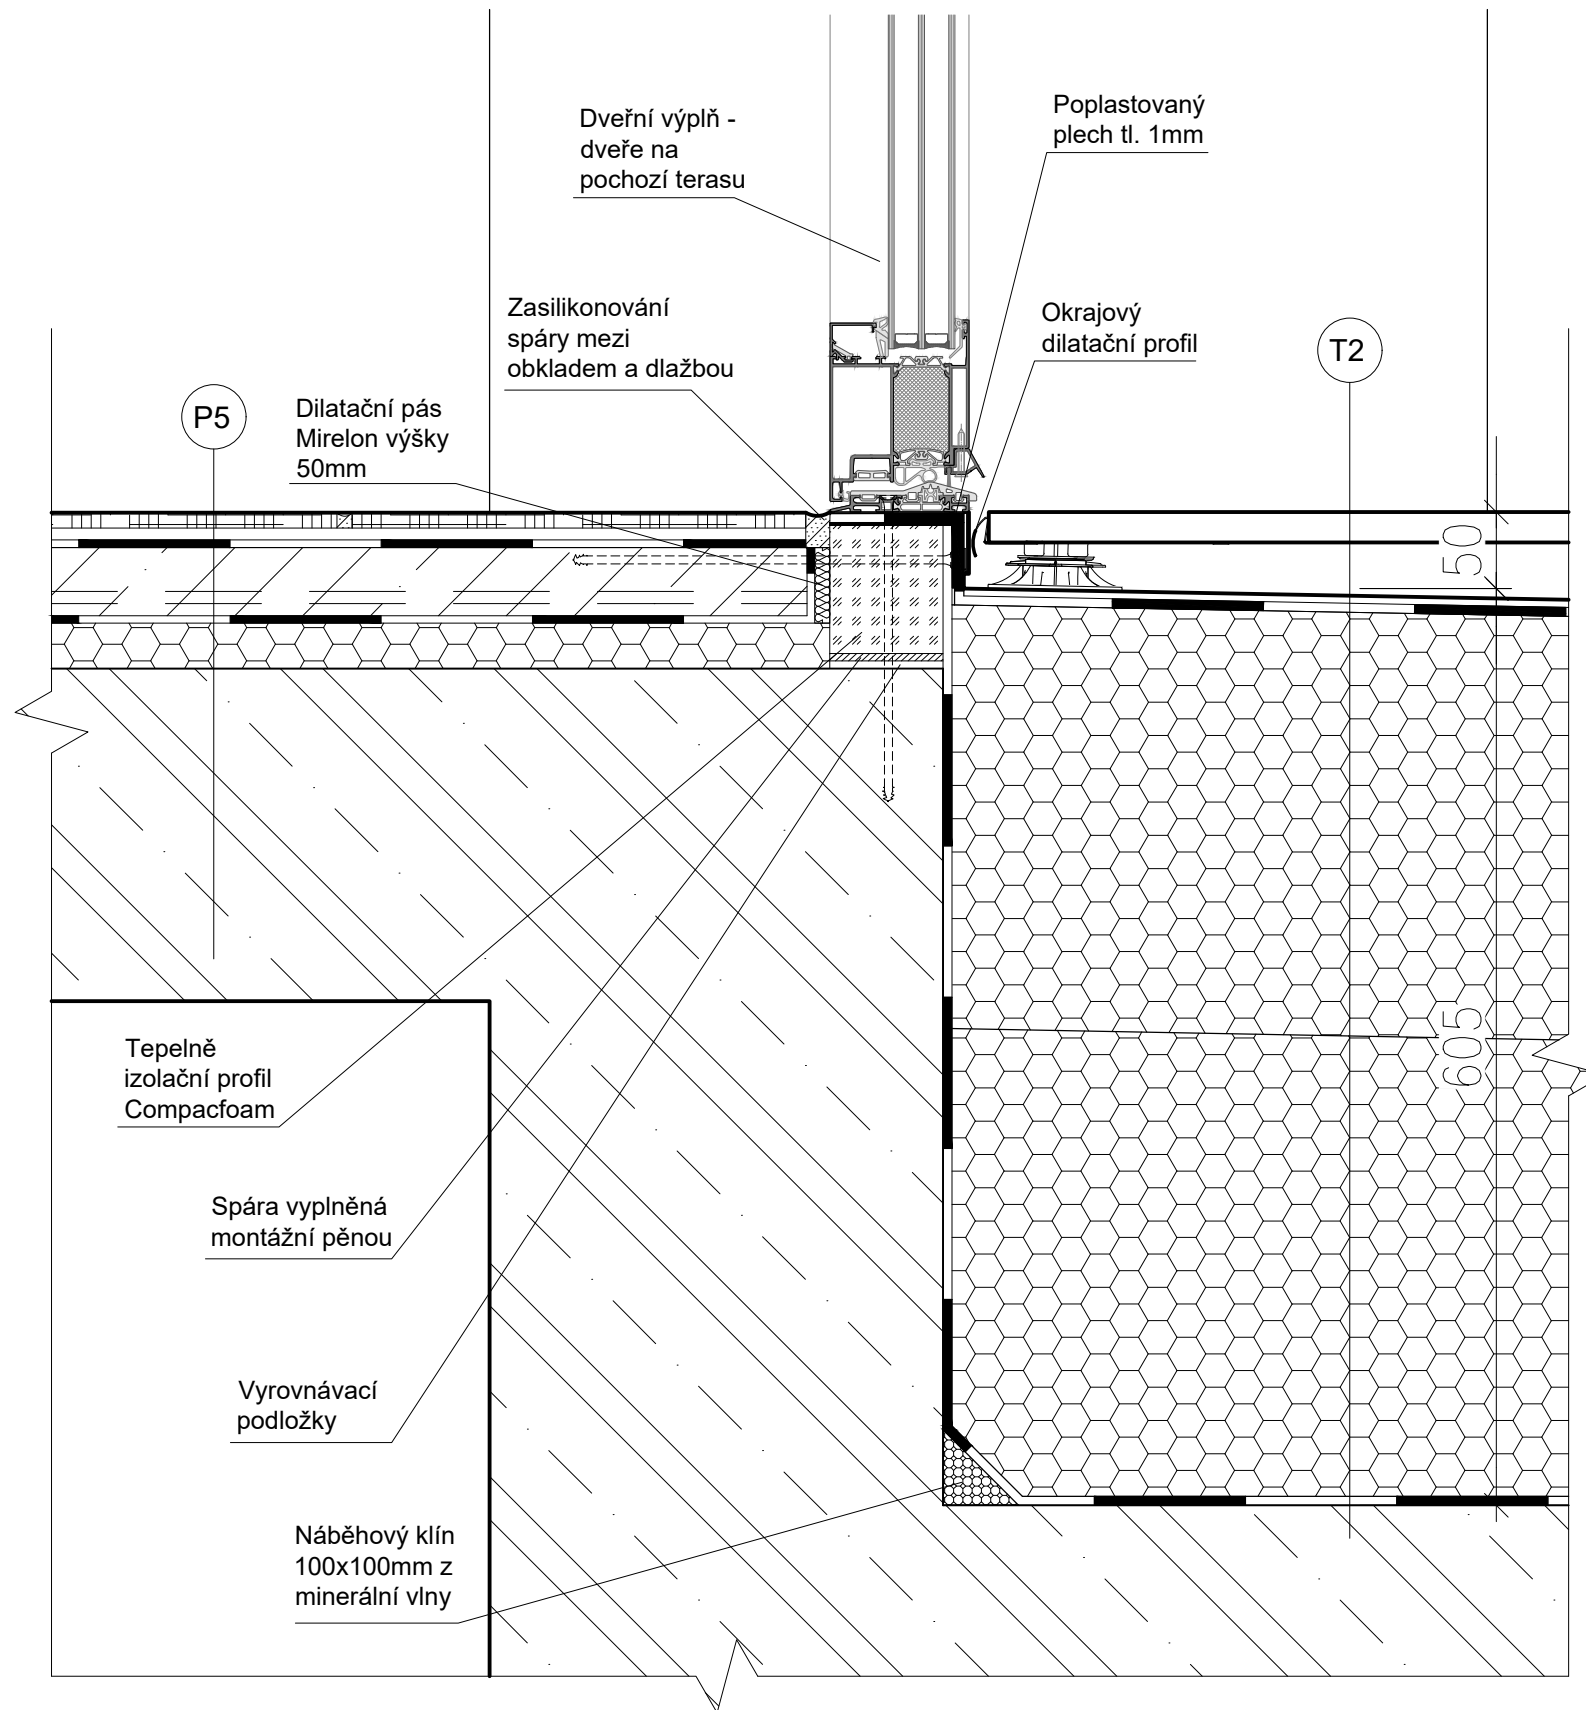 Dveřní výplň -
dveře na
pochozí terasu
Poplastovaný
plech tl. 1mm
Zasilikonování
spáry mezi
obkladem a dlažbou
Okrajový
dilatační profil
T2
P5
Dilatační pás
Mirelon výšky
50mm
50
605
Tepelně
izolační profil
Compacfoam
Spára vyplněná
montážní pěnou
Vyrovnávací
podložky
Náběhový klín
100x100mm z
minerální vlny